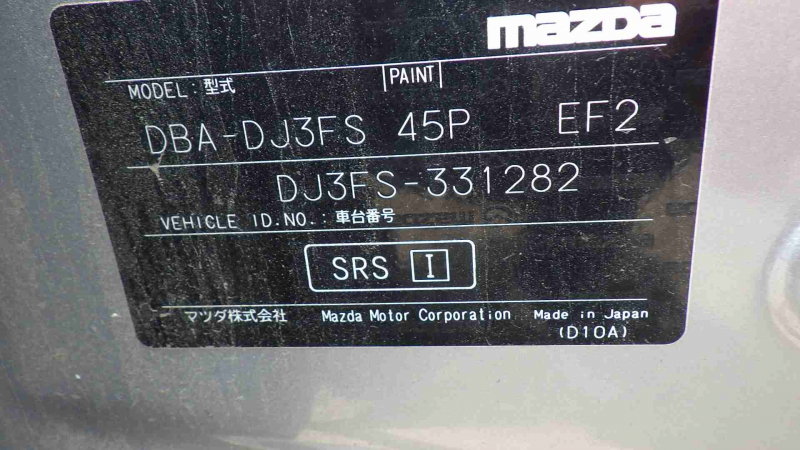 mazda
MODEL: 型式 PAINT
DBA-DJ3FS 45P EF2
DJ3FS-331282
VEHICLE ID.NO.: 車台番号
SRS I
マツダ株式会社 Mazda Motor Corporation Made in Japan
(D10A)